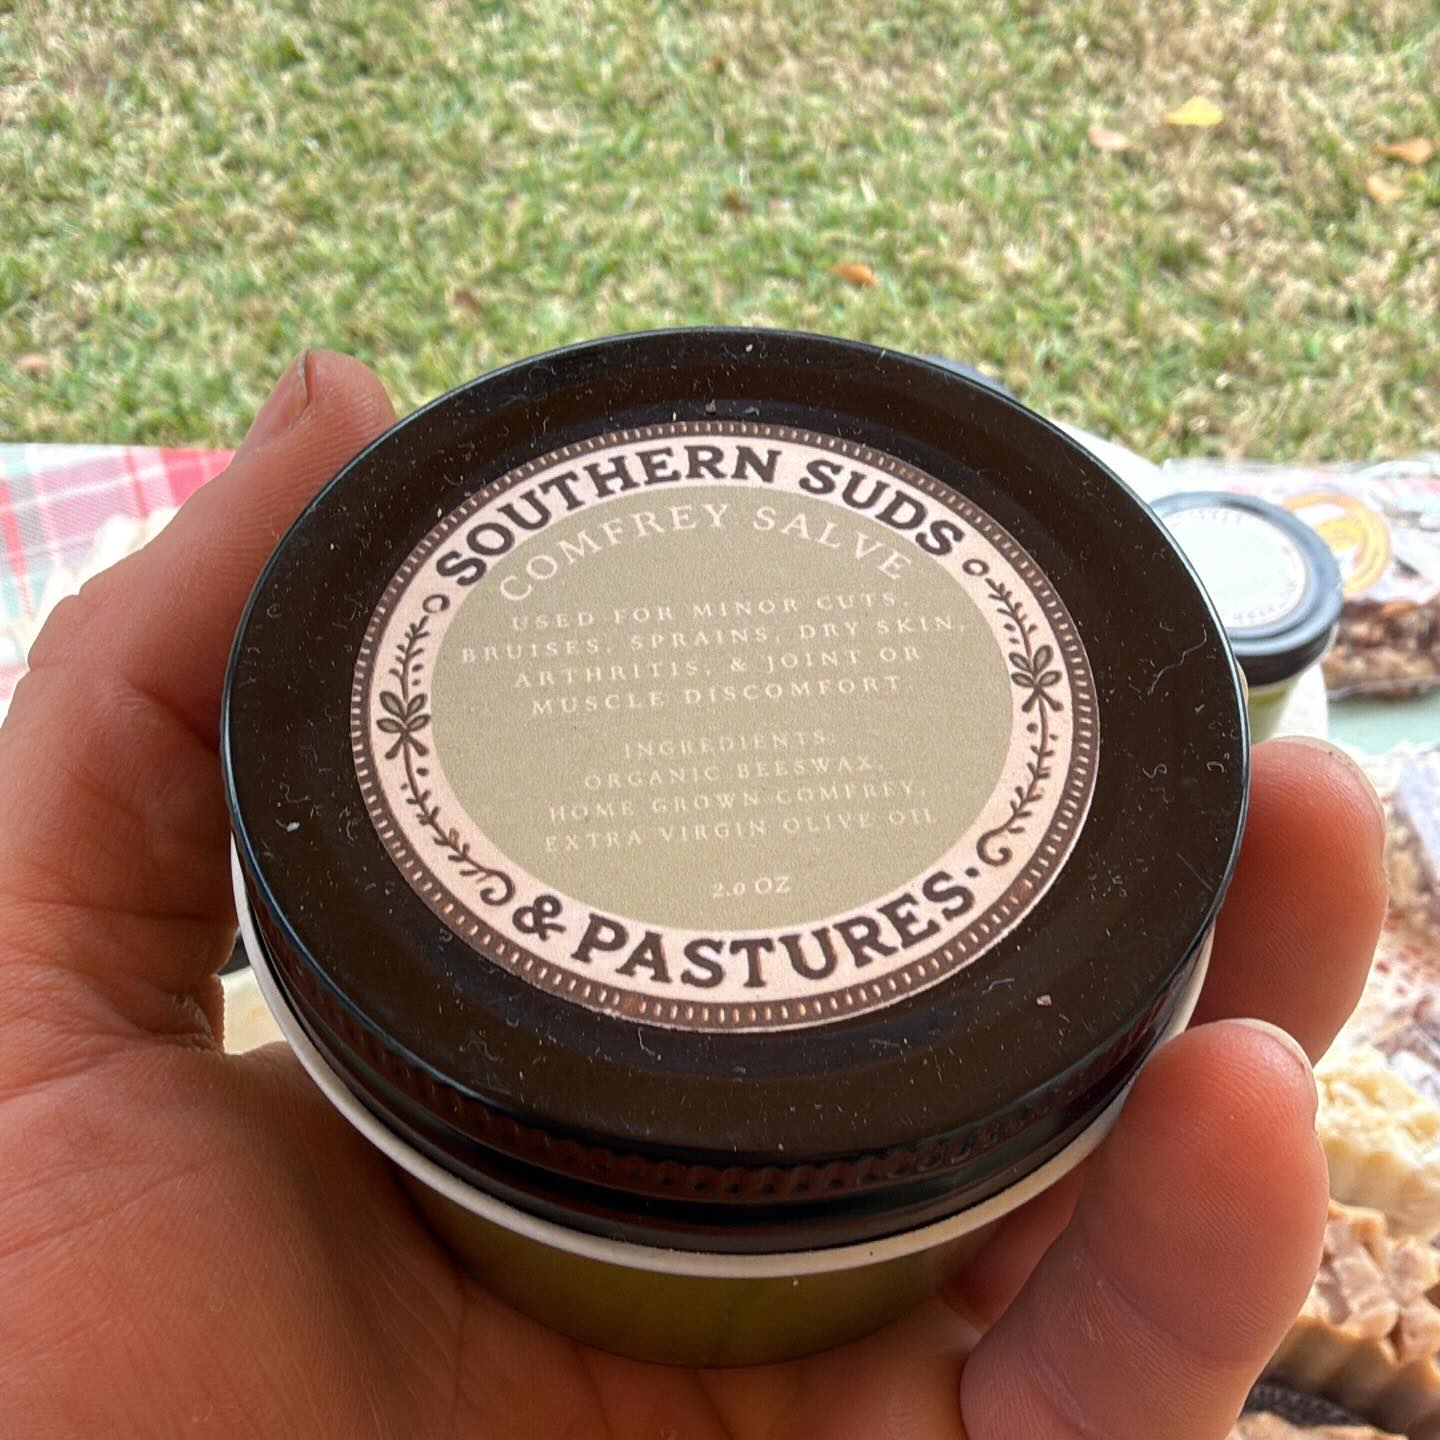 SOUTHERN SUDS
COMFREY SALVE
USED FOR MINOR CUTS,
BRUISES, SPRAINS, DRY SKIN,
ARTHRITIS, & JOINT OR
MUSCLE DISCOMFORT
INGREDIENTS:
ORGANIC BEESWAX,
HOME GROWN COMFREY,
EXTRA VIRGIN OLIVE OIL
2.0 OZ
& PASTURES